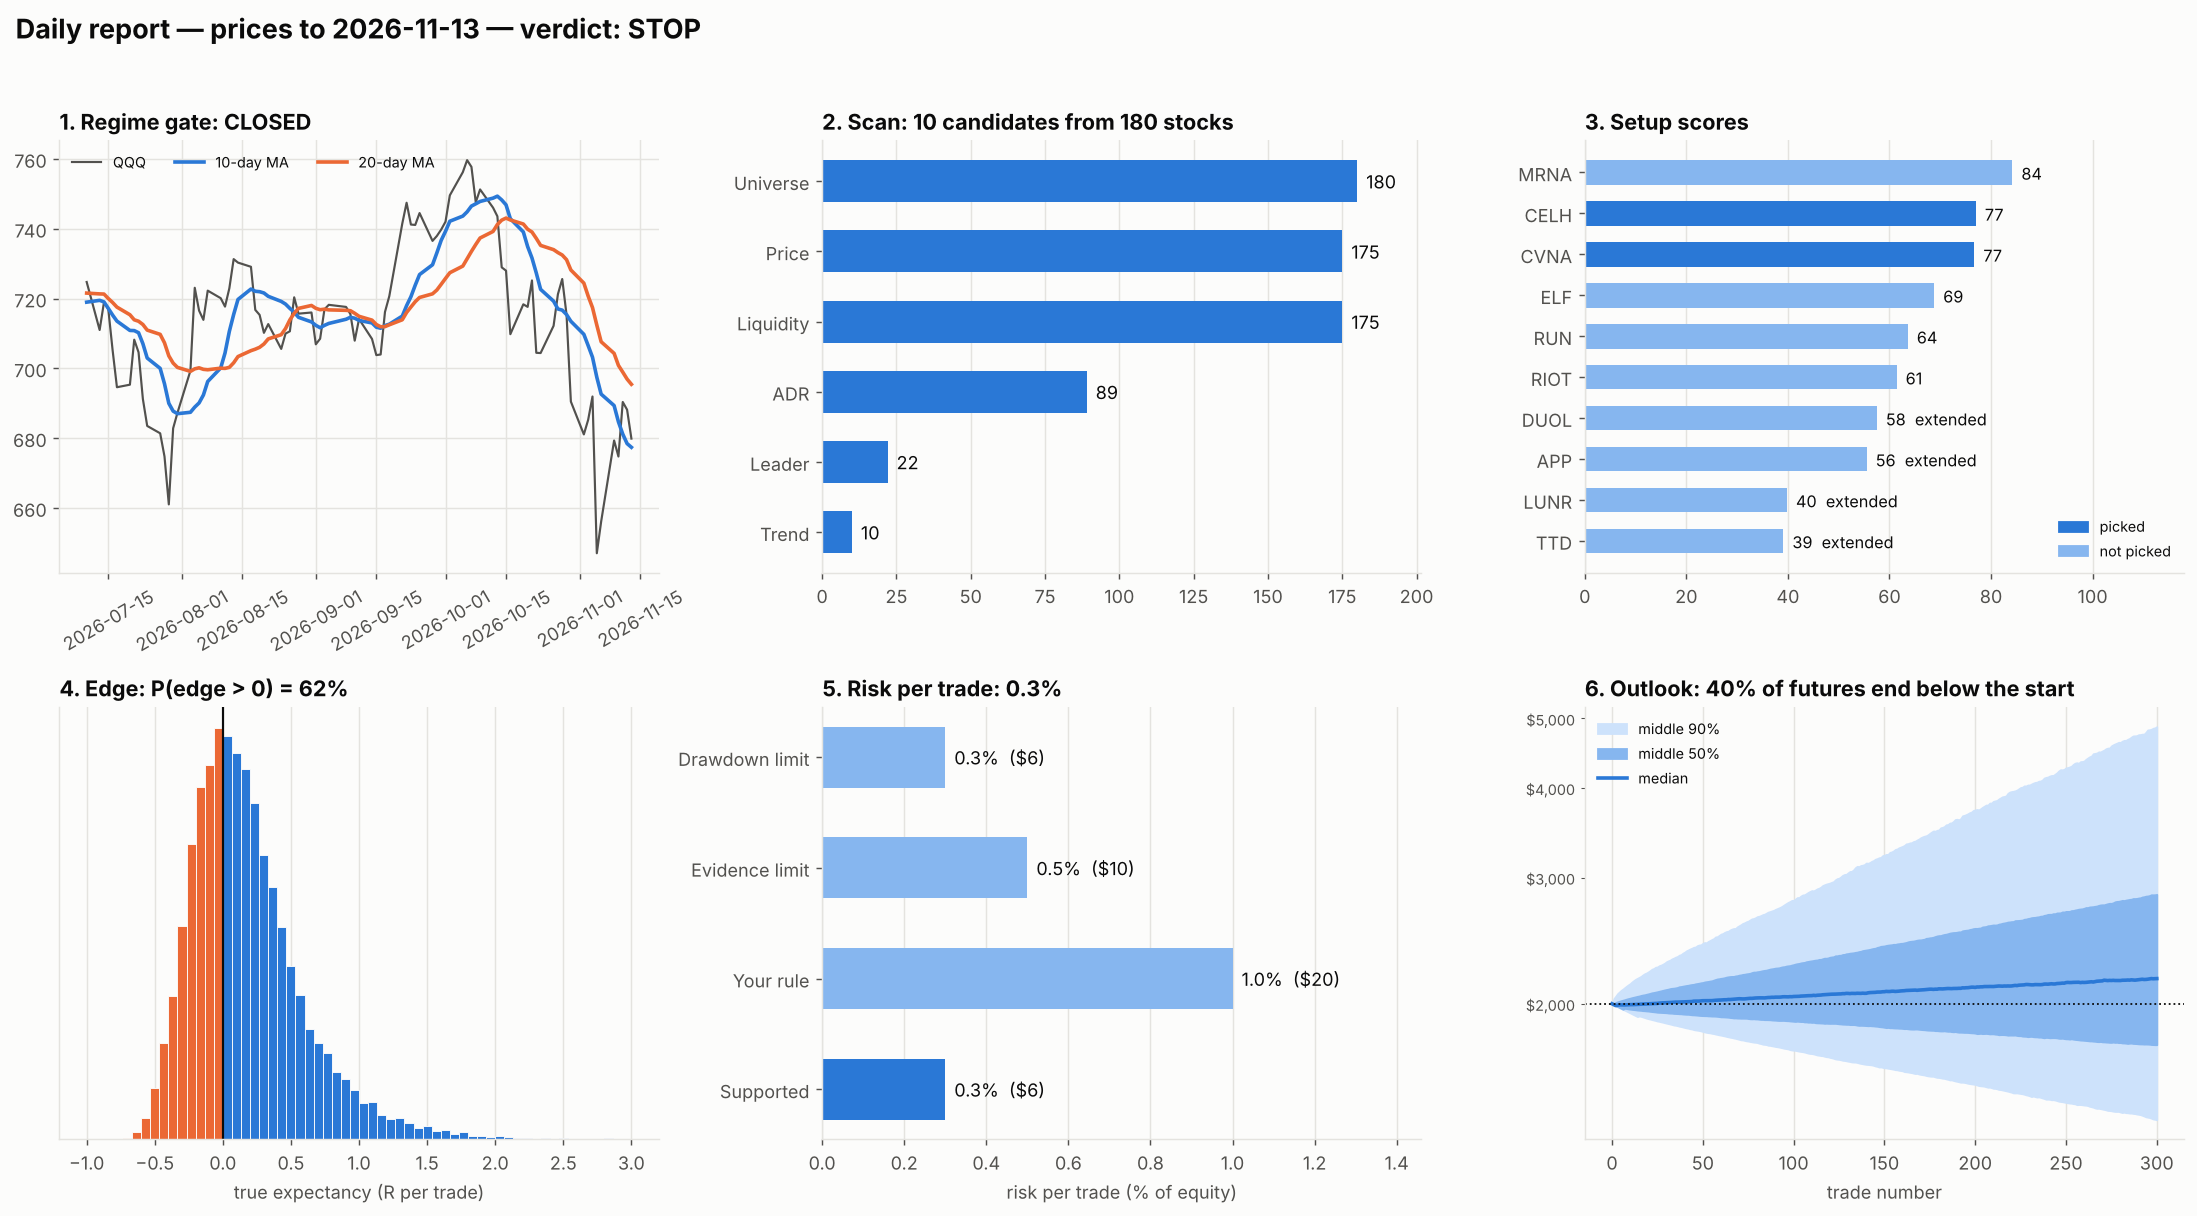 Daily report — prices to 2026-11-13 — verdict: STOP
1. Regime gate: CLOSED
QQQ
10-day MA
20-day MA
760
740
720
700
680
660
2026-07-15
2026-08-01
2026-08-15
2026-09-01
2026-09-15
2026-10-01
2026-10-15
2026-11-01
2026-11-15
2. Scan: 10 candidates from 180 stocks
Universe 180
Price 175
Liquidity 175
ADR 89
Leader 22
Trend 10
0 25 50 75 100 125 150 175 200
3. Setup scores
MRNA 84
CELH 77
CVNA 77
ELF 69
RUN 64
RIOT 61
DUOL 58 extended
APP 56 extended
LUNR 40 extended
TTD 39 extended
picked
not picked
0 20 40 60 80 100
4. Edge: P(edge > 0) = 62%
−1.0 −0.5 0.0 0.5 1.0 1.5 2.0 2.5 3.0
true expectancy (R per trade)
5. Risk per trade: 0.3%
Drawdown limit 0.3% ($6)
Evidence limit 0.5% ($10)
Your rule 1.0% ($20)
Supported 0.3% ($6)
0.0 0.2 0.4 0.6 0.8 1.0 1.2 1.4
risk per trade (% of equity)
6. Outlook: 40% of futures end below the start
middle 90%
middle 50%
median
$5,000
$4,000
$3,000
$2,000
0 50 100 150 200 250 300
trade number